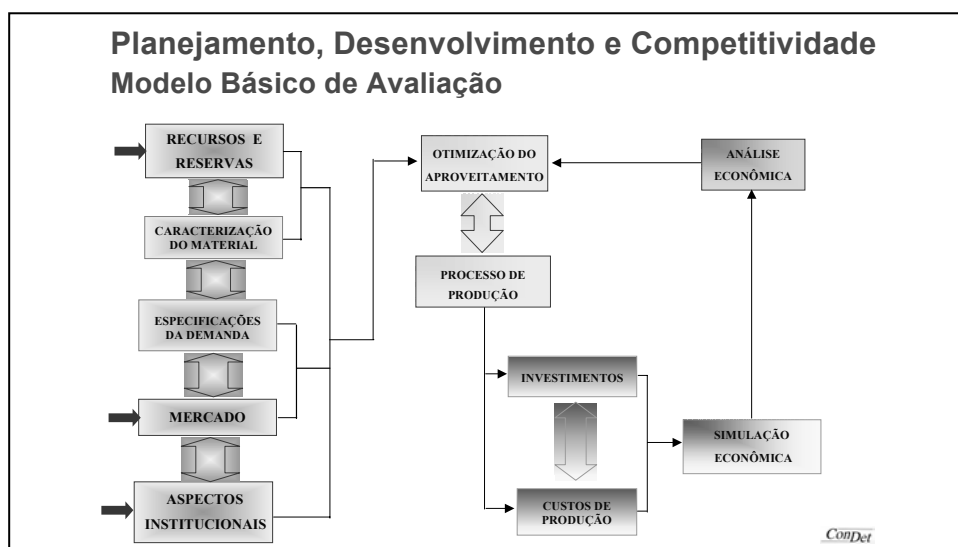 Planejamento, Desenvolvimento e Competitividade
Modelo Básico de Avaliação
RECURSOS E
RESERVAS
CARACTERIZAÇÃO
DO MATERIAL
ESPECIFICAÇÕES
DA DEMANDA
MERCADO
ASPECTOS
INSTITUCIONAIS
OTIMIZAÇÃO DO
APROVEITAMENTO
PROCESSO DE
PRODUÇÃO
INVESTIMENTOS
CUSTOS DE
PRODUÇÃO
SIMULAÇÃO
ECONÔMICA
ANÁLISE
ECONÔMICA
ConDet